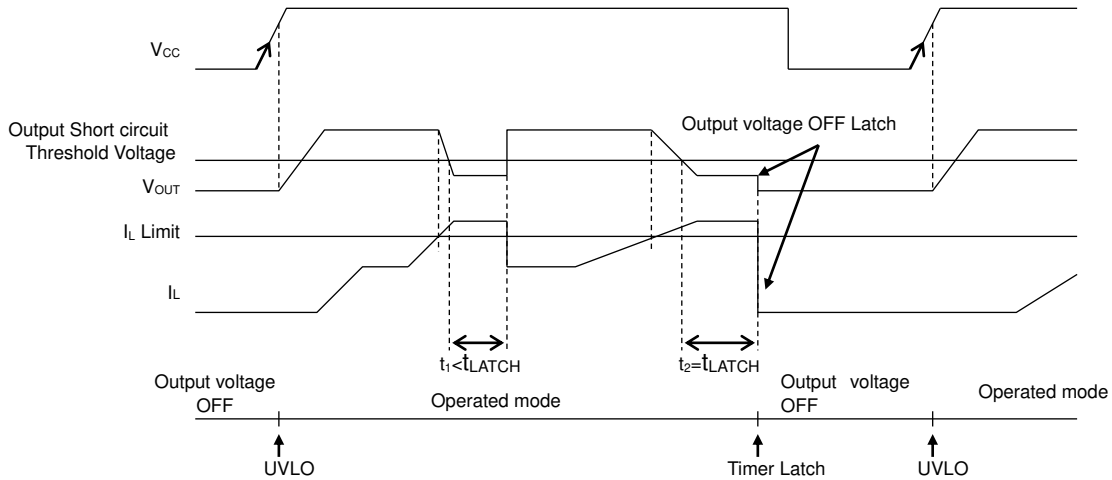 VCC
Output Short circuit
Threshold Voltage
Output voltage OFF Latch
VOUT
IL Limit
IL
t1<tLATCH
t2=tLATCH
Output voltage
OFF
Operated mode
Output voltage
OFF
Operated mode
UVLO
Timer Latch
UVLO